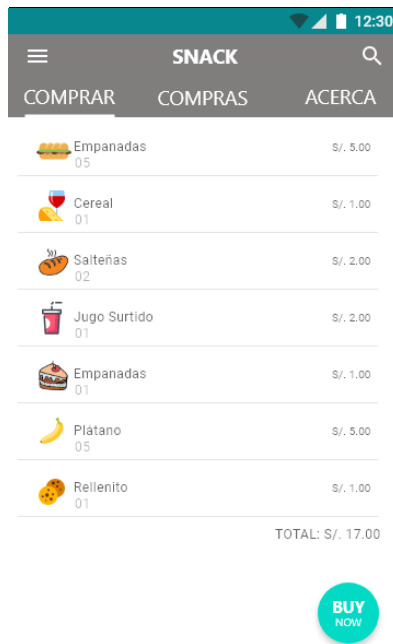 12:30
SNACK
COMPRAR COMPRAS ACERCA
Empanadas S/. 5.00
05
Cereal S/. 1.00
01
Salteñas S/. 2.00
02
Jugo Surtido S/. 2.00
01
Empanadas S/. 1.00
01
Plátano S/. 5.00
05
Rellenito S/. 1.00
01
TOTAL: S/. 17.00
BUY
NOW